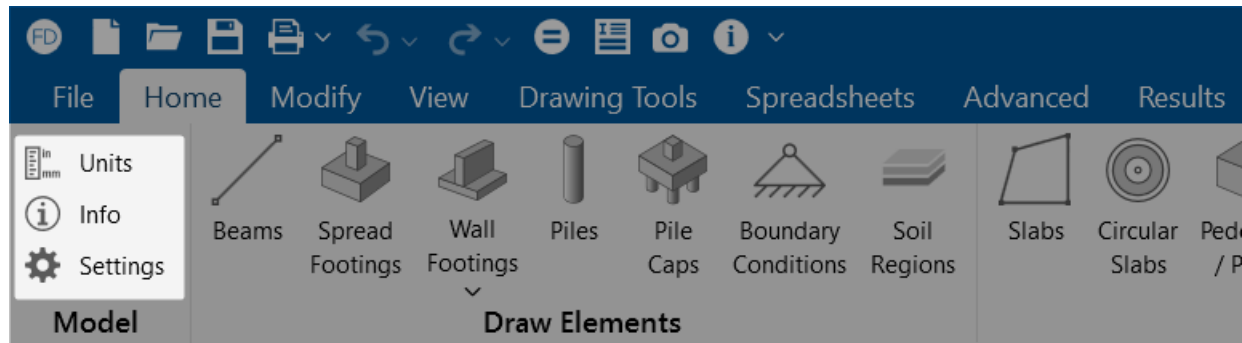 FD
File Home Modify View Drawing Tools Spreadsheets Advanced Results
in
mm
Units
Info
Settings
Model
Beams
Spread
Footings
Wall
Footings
Piles
Pile
Caps
Boundary
Conditions
Soil
Regions
Draw Elements
Slabs
Circular
Slabs
Ped
/ P